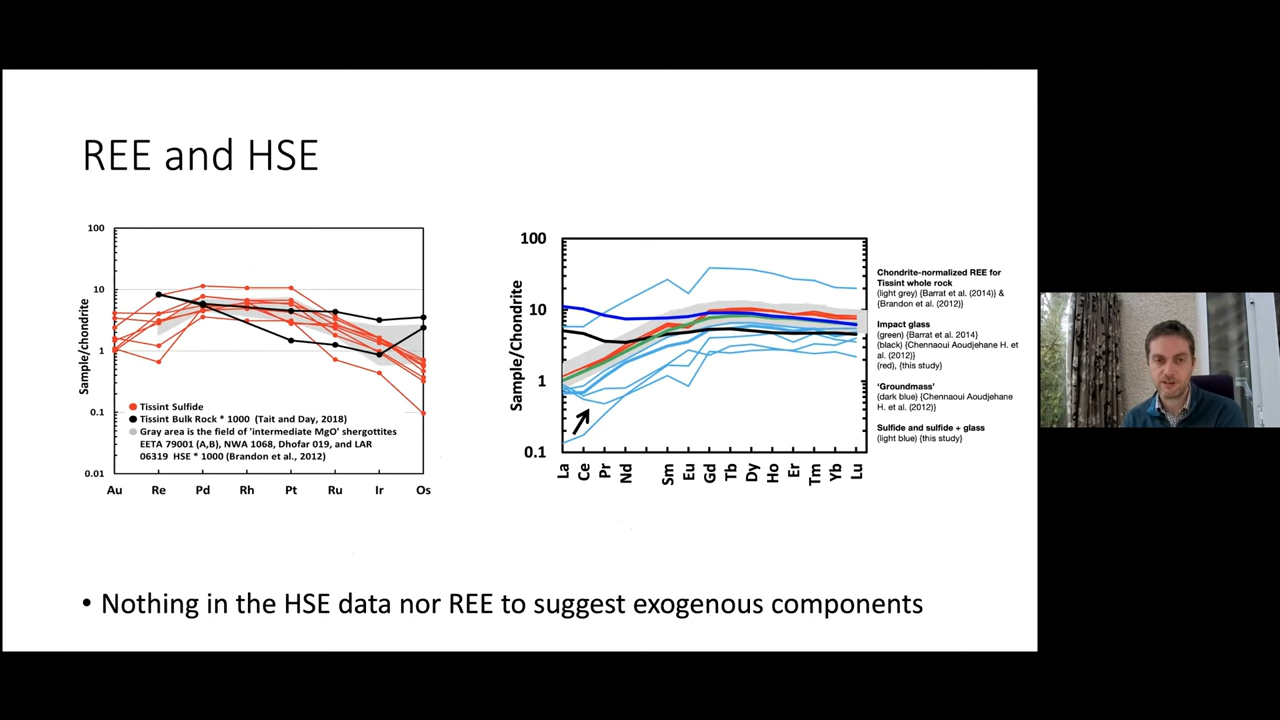 REE and HSE
100
10
1
0.1
0.01
Sample/chondrite
Tissint Sulfide
Tissint Bulk Rock * 1000 (Tait and Day, 2018)
Gray area is the field of 'intermediate MgO' shergottites
EETA 79001 (A,B), NWA 1068, Dhofar 019, and LAR
06319 HSE * 1000 (Brandon et al., 2012)
Au Re Pd Rh Pt Ru Ir Os
100
10
1
0.1
Sample/chondrite
La Ce Pr Nd Sm Eu Gd Tb Dy Ho Er Tm Yb Lu
Chondrite-normalized REE for
Tissint whole rock
(light grey) {Barrat et al. (2014)} &
{Brandon et al. (2012)}
Impact glass
(green) {Barrat et al. 2014}
(black) {Chennaoui Aoudjehane H. et
al. (2012)}
(red), {this study}
‘Groundmass’
(dark blue) {Chennaoui Aoudjehane
H. et al. (2012)}
Sulfide and sulfide + glass
(light blue) {this study}
• Nothing in the HSE data nor REE to suggest exogenous components